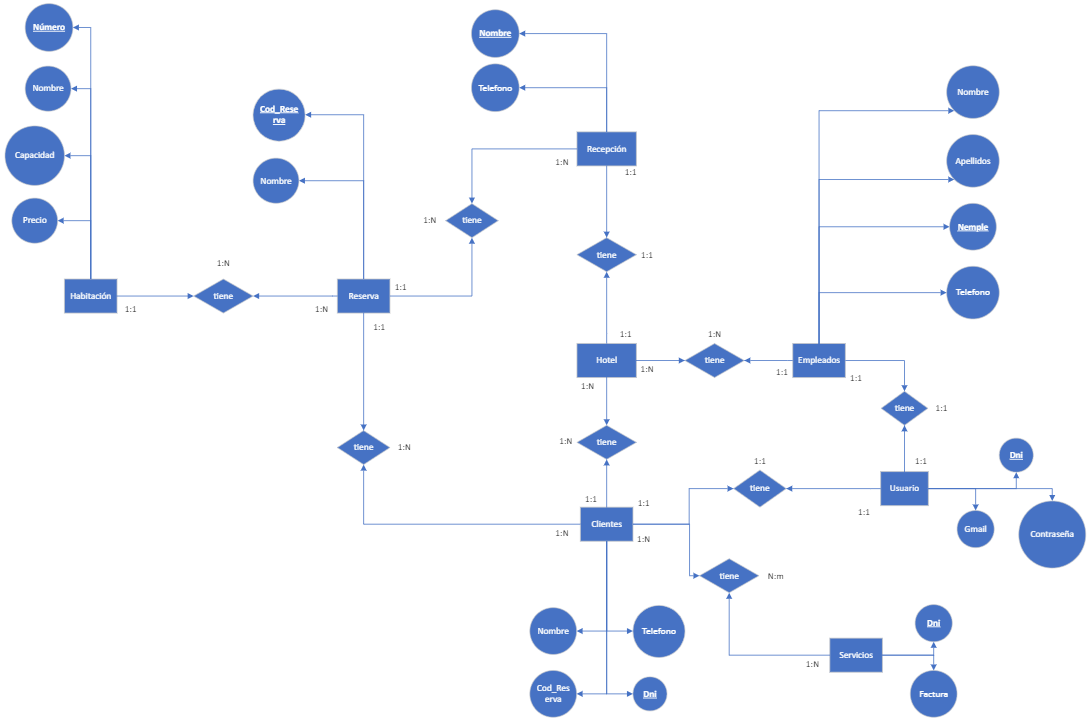 Número
Nombre
Capacidad
Precio
Habitación
1:1
1:N
tiene
Cod_Rese
rva
Nombre
1:N
Reserva
1:1
1:1
Nombre
Telefono
Recepción
1:N
1:1
1:N
tiene
tiene
1:1
1:1
Hotel
1:N
1:N
1:N
tiene
Nombre
Apellidos
Nemple
Telefono
Empleados
1:1
1:1
tiene
1:1
1:1
Usuario
1:1
Dni
Gmail
Contraseña
1:N
tiene
1:1
tiene
tiene
1:N
1:1
1:1
Clientes
1:N
1:N
tiene
N:m
Nombre
Telefono
Cod_Res
erva
Dni
Servicios
1:N
Dni
Factura